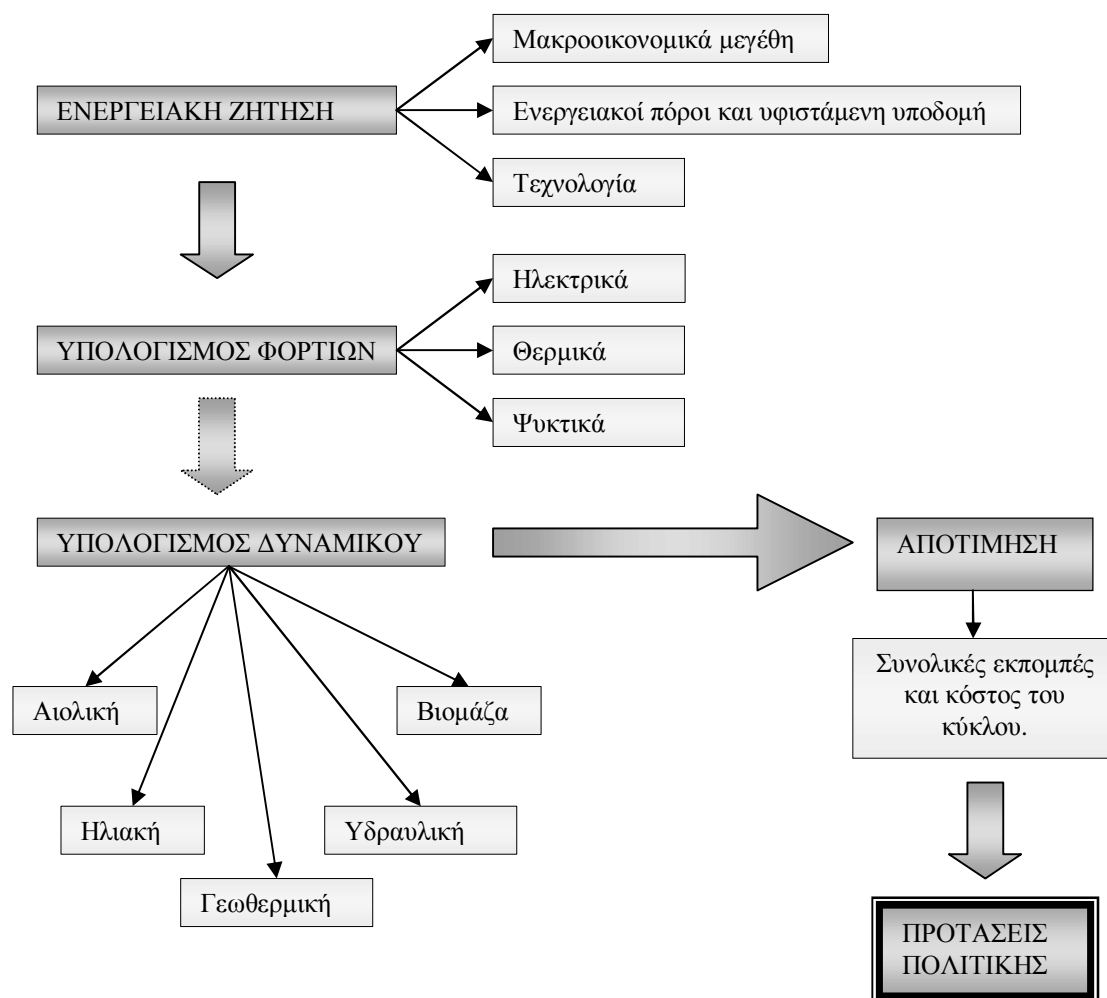 Μακροοικονομικά μεγέθη
ΕΝΕΡΓΕΙΑΚΗ ΖΗΤΗΣΗ
Ενεργειακοί πόροι και υφιστάμενη υποδομή
Τεχνολογία
Ηλεκτρικά
ΥΠΟΛΟΓΙΣΜΟΣ ΦΟΡΤΙΩΝ
Θερμικά
Ψυκτικά
ΥΠΟΛΟΓΙΣΜΟΣ ΔΥΝΑΜΙΚΟΥ
ΑΠΟΤΙΜΗΣΗ
Συνολικές εκπομπές
και κόστος του
κύκλου.
Αιολική
Βιομάζα
Ηλιακή
Υδραυλική
Γεωθερμική
ΠΡΟΤΑΣΕΙΣ
ΠΟΛΙΤΙΚΗΣ